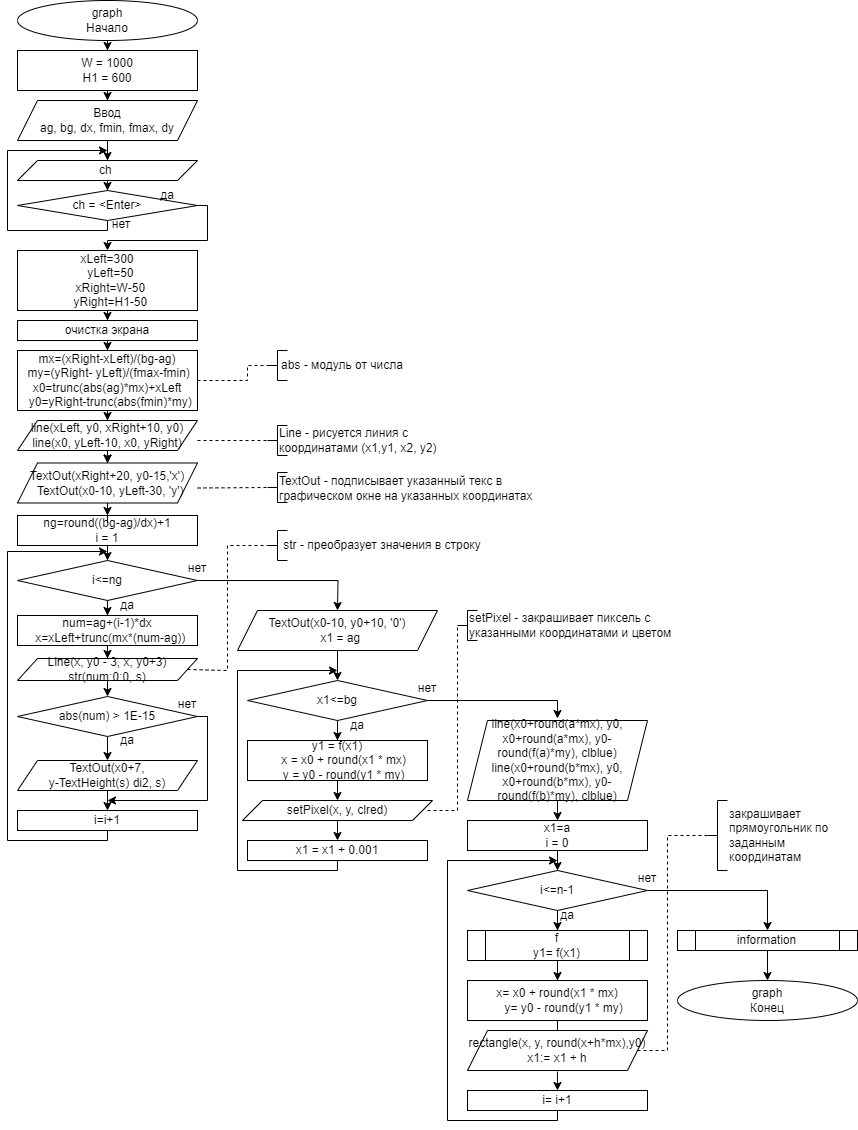 graph
Начало
W = 1000
H1 = 600
Ввод
ag, bg, dx, fmin, fmax, dy
ch
ch = <Enter>
да
нет
xLeft=300
yLeft=50
xRight=W-50
yRight=H1-50
очистка экрана
mx=(xRight-xLeft)/(bg-ag)
my=(yRight- yLeft)/(fmax-fmin)
x0=trunc(abs(ag)*mx)+xLeft
y0=yRight-trunc(abs(fmin)*my)
abs - модуль от числа
line(xLeft, y0, xRight+10, y0)
line(x0, yLeft-10, x0, yRight)
Line - рисуется линия с
координатами (x1,y1, x2, y2)
TextOut(xRight+20, y0-15,'x')
TextOut(x0-10, yLeft-30, 'y')
TextOut - подписывает указанный текс в
графическом окне на указанных координатах
ng=round((bg-ag)/dx)+1
i = 1
str - преобразует значения в строку
i<=ng
нет
да
num=ag+(i-1)*dx
x=xLeft+trunc(mx*(num-ag))
Line(x, y0 - 3, x, y0+3)
str(num:0:0, s)
abs(num) > 1E-15
нет
да
TextOut(x0+7,
y-TextHeight(s) di2, s)
i=i+1
TextOut(x0-10, y0+10, '0')
x1 = ag
x1<=bg
нет
да
y1 = f(x1)
x = x0 + round(x1 * mx)
y = y0 - round(y1 * my)
setPixel(x, y, clred)
x1 = x1 + 0.001
setPixel - закрашивает пиксель с
указанными координатами и цветом
line(x0+round(a*mx), y0,
x0+round(a*mx), y0-
round(f(a)*my), clblue)
line(x0+round(b*mx), y0,
x0+round(b*mx), y0-
round(f(b)*my), clblue)
x1=a
i = 0
i<=n-1
нет
да
f
y1= f(x1)
x= x0 + round(x1 * mx)
y= y0 - round(y1 * my)
rectangle(x, y, round(x+h*mx),y0)
x1:= x1 + h
i= i+1
закрашивает
прямоугольник по
заданным
координатам
information
graph
Конец